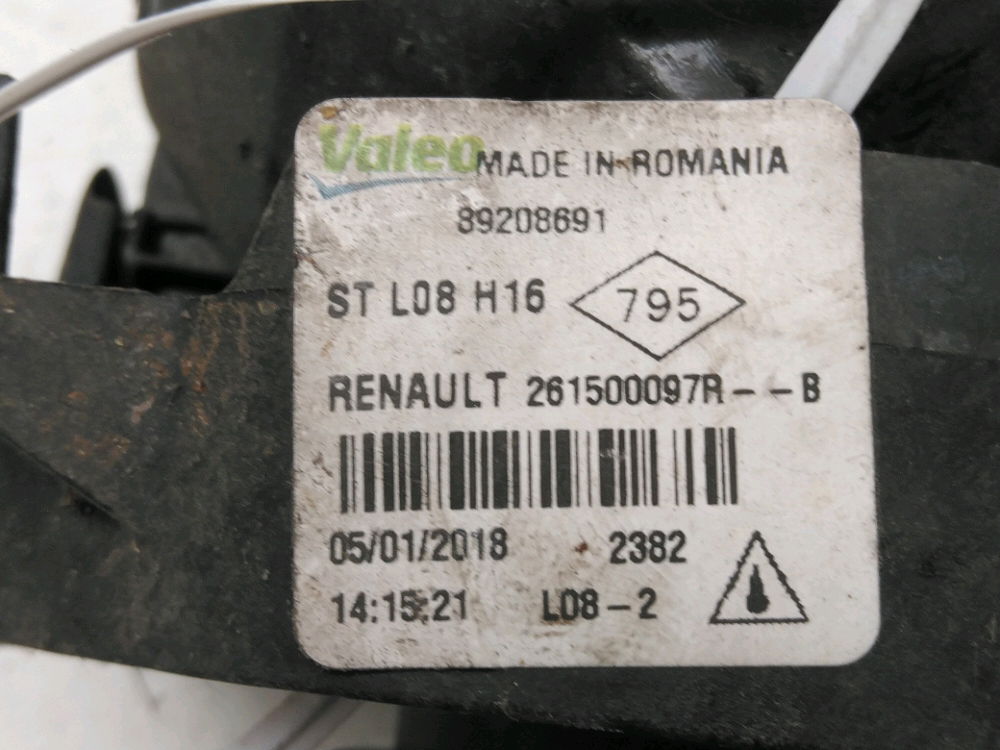 Valeo MADE IN ROMANIA
89208691
ST L08 H16 795
RENAULT 261500097R--B
05/01/2018 2382
14:15:21 L08-2